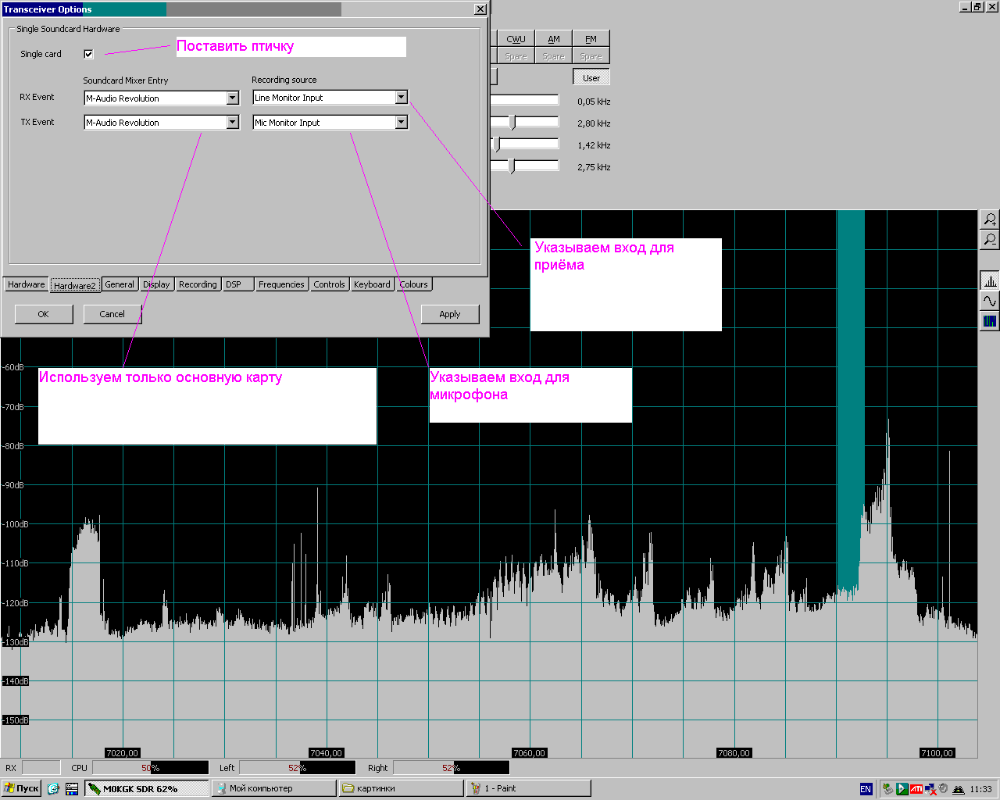 Transceiver Options
Single Soundcard Hardware
Single card
Поставить птичку
Soundcard Mixer Entry
Recording source
RX Event
M-Audio Revolution
Line Monitor Input
TX Event
M-Audio Revolution
Mic Monitor Input
Hardware
Hardware2
General
Display
Recording
DSP
Frequencies
Controls
Keyboard
Colours
OK
Cancel
Apply
CWU
AM
FM
Spare
Spare
Spare
User
0,05 kHz
2,80 kHz
1,42 kHz
2,75 kHz
Указываем вход для
приёма
Используем только основную карту
Указываем вход для
микрофона
-60dB
-70dB
-80dB
-90dB
-100dB
-110dB
-120dB
-130dB
-140dB
-150dB
7020,00
7040,00
7060,00
7080,00
7100,00
RX
CPU
50%
Left
52%
Right
52%
Пуск
M0KGK SDR 62%
Мой компьютер
картинки
1 - Paint
EN
ATI
11:33